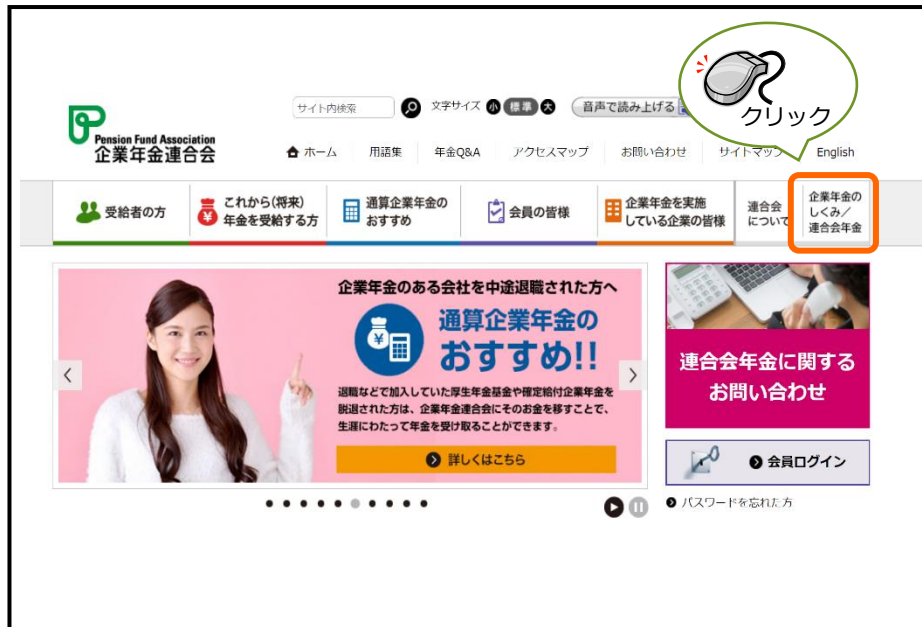 クリック
サイト内検索
文字サイズ 小 標準 大
音声で読み上げる
Pension Fund Association
企業年金連合会
ホーム
用語集
年金Q&A
アクセスマップ
お問い合わせ
サイトマップ
English
受給者の方
これから(将来)
年金を受給する方
通算企業年金の
おすすめ
会員の皆様
企業年金を実施
している企業の皆様
連合会
について
企業年金の
しくみ／
連合会年金
企業年金のある会社を中途退職された方へ
通算企業年金の
おすすめ!!
退職などで加入していた厚生年金基金や確定給付企業年金を
脱退された方は、企業年金連合会にそのお金を移すことで、
生涯にわたって年金を受け取ることができます。
詳しくはこちら
連合会年金に関する
お問い合わせ
会員ログイン
パスワードを忘れた方